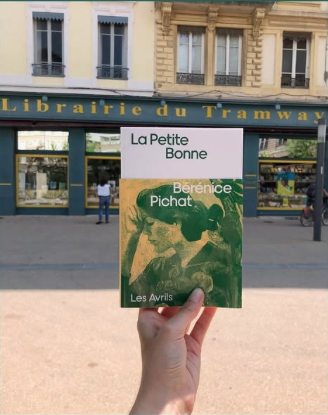 Librairie du Tramway
La Petite
Bonne
Bérénice
Pichat
Les Avrils